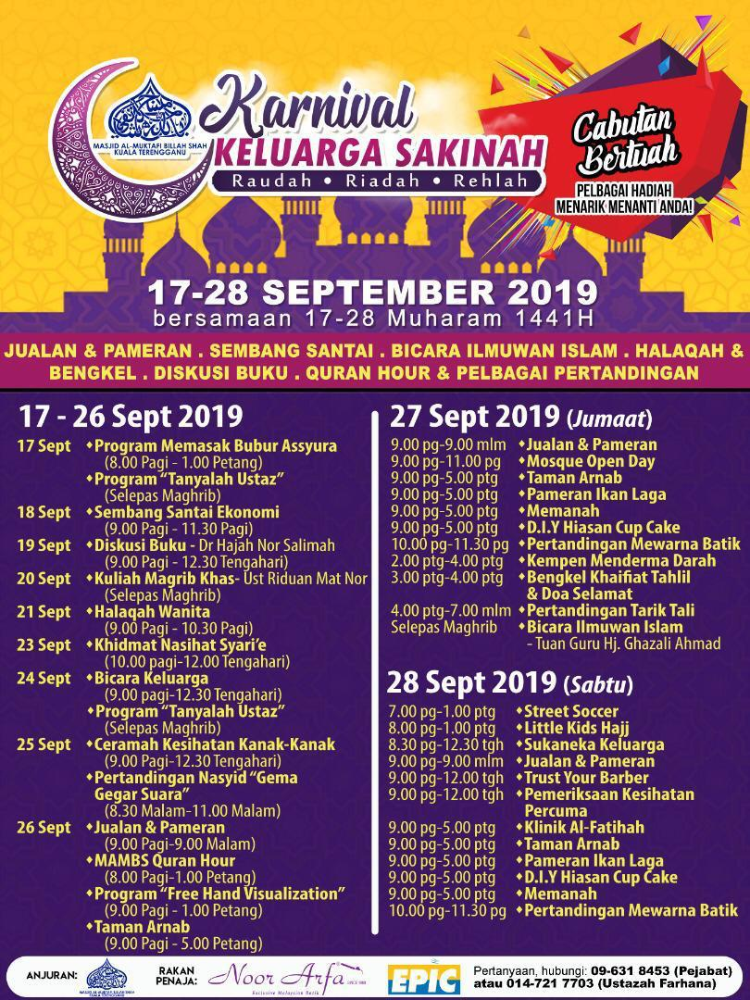 MASJID AL-MUKTAFI BILLAH SHAH
KUALA TERENGGANU
Karnival
KELUARGA SAKINAH
Raudah • Riadah • Rehlah
Cabutan
Bertuah
PELBAGAI HADIAH
MENARIK MENANTI ANDA!
17-28 SEPTEMBER 2019
bersamaan 17-28 Muharam 1441H
JUALAN & PAMERAN . SEMBANG SANTAI . BICARA ILMUWAN ISLAM . HALAQAH &
BENGKEL . DISKUSI BUKU . QURAN HOUR & PELBAGAI PERTANDINGAN
17 - 26 Sept 2019
17 Sept ♦Program Memasak Bubur Assyura
(8.00 Pagi - 1.00 Petang)
♦Program “Tanyalah Ustaz”
(Selepas Maghrib)
18 Sept ♦Sembang Santai Ekonomi
(9.00 Pagi - 11.30 Pagi)
19 Sept ♦Diskusi Buku - Dr Hajah Nor Salimah
(9.00 Pagi - 12.30 Tengahari)
20 Sept ♦Kuliah Magrib Khas- Ust Riduan Mat Nor
(Selepas Maghrib)
21 Sept ♦Halaqah Wanita
(9.00 Pagi - 10.30 Pagi)
23 Sept ♦Khidmat Nasihat Syari’e
(10.00 pagi-12.00 Tengahari)
24 Sept ♦Bicara Keluarga
(9.00 pagi-12.30 Tengahari)
♦Program “Tanyalah Ustaz”
(Selepas Maghrib)
25 Sept ♦Ceramah Kesihatan Kanak-Kanak
(9.00 Pagi-12.30 Tengahari)
♦Pertandingan Nasyid “Gema
Gegar Suara”
(8.30 Malam-11.00 Malam)
26 Sept ♦Jualan & Pameran
(9.00 Pagi-9.00 Malam)
♦MAMBS Quran Hour
(8.00 Pagi-1.00 Petang)
♦Program “Free Hand Visualization”
(9.00 Pagi - 1.00 Petang)
♦Taman Arnab
(9.00 Pagi - 5.00 Petang)
27 Sept 2019 (Jumaat)
9.00 pg-9.00 mlm ♦Jualan & Pameran
9.00 pg-11.00 pg ♦Mosque Open Day
9.00 pg-5.00 ptg ♦Taman Arnab
9.00 pg-5.00 ptg ♦Pameran Ikan Laga
9.00 pg-5.00 ptg ♦Memanah
9.00 pg-5.00 ptg ♦D.I.Y Hiasan Cup Cake
10.00 pg-11.30 pg ♦Pertandingan Mewarna Batik
2.00 ptg-4.00 ptg ♦Kempen Menderma Darah
3.00 ptg-4.00 ptg ♦Bengkel Khaifiat Tahlil
& Doa Selamat
4.00 ptg-7.00 mlm ♦Pertandingan Tarik Tali
Selepas Maghrib ♦Bicara Ilmuwan Islam
- Tuan Guru Hj. Ghazali Ahmad
28 Sept 2019 (Sabtu)
7.00 pg-1.00 ptg ♦Street Soccer
8.00 pg-1.00 ptg ♦Little Kids Hajj
8.30 pg-12.30 tgh ♦Sukaneka Keluarga
9.00 pg-9.00 mlm ♦Jualan & Pameran
9.00 pg-12.00 tgh ♦Trust Your Barber
9.00 pg-12.00 tgh ♦Pemeriksaan Kesihatan
Percuma
9.00 pg-5.00 ptg ♦Klinik Al-Fatihah
9.00 pg-5.00 ptg ♦Taman Arnab
9.00 pg-5.00 ptg ♦Pameran Ikan Laga
9.00 pg-5.00 ptg ♦D.I.Y Hiasan Cup Cake
9.00 pg-5.00 ptg ♦Memanah
10.00 pg-11.30 pg ♦Pertandingan Mewarna Batik
ANJURAN:
MASJID AL-MUKTAFI BILLAH SHAH
RAKAN
PENAJA:
Noor Arfa SINCE 1980
Exclusive Malaysian Batik
EPIC
Pertanyaan, hubungi: 09-631 8453 (Pejabat)
atau 014-721 7703 (Ustazah Farhana)